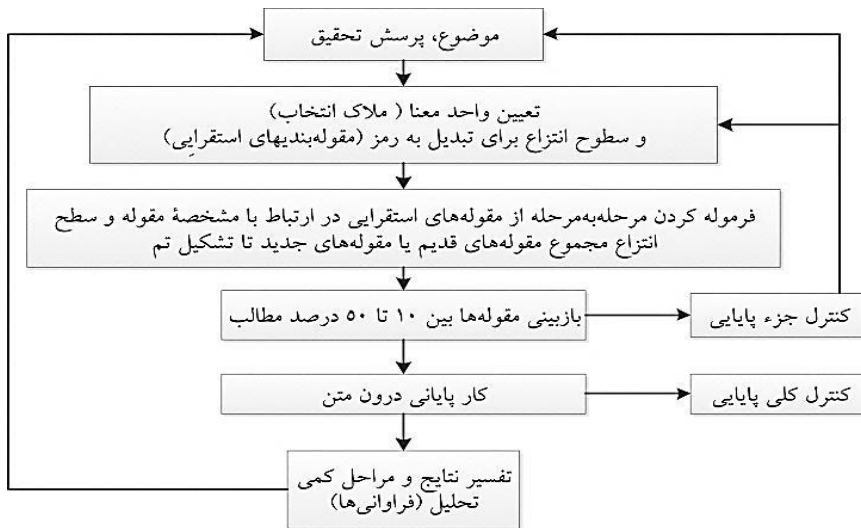 موضوع، پرسش تحقیق
تعیین واحد معنا ( ملاک انتخاب)
و سطوح انتزاع برای تبدیل به رمز (مقوله‌بندیهای استقرایِی)
فرموله کردن مرحله‌به‌مرحله از مقوله‌های استقرایی در ارتباط با مشخصهٔ مقوله و سطح
انتزاع مجموع مقوله‌های قدیم یا مقوله‌های جدید تا تشکیل تم
بازبینی مقوله‌ها بین ۱۰ تا ۵۰ درصد مطالب
کنترل جزء پایایی
کار پایانی درون متن
کنترل کلی پایایی
تفسیر نتایج و مراحل کمی
تحلیل (فراوانی‌ها)